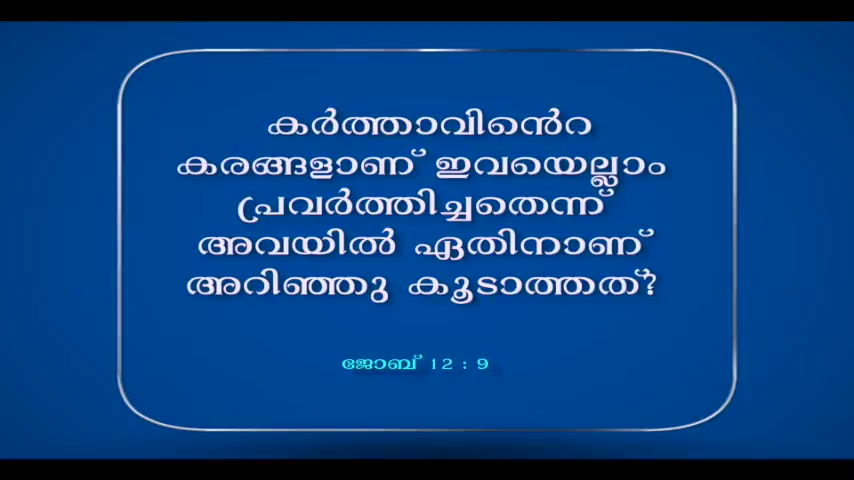 കർത്താവിൻെറ
കരങ്ങളാണ് ഇവയെല്ലാം
പ്രവർത്തിച്ചതെന്ന്
അവയിൽ ഏതിനാണ്
അറിഞ്ഞു കൂടാത്തത്?
ജോബ് 12 : 9